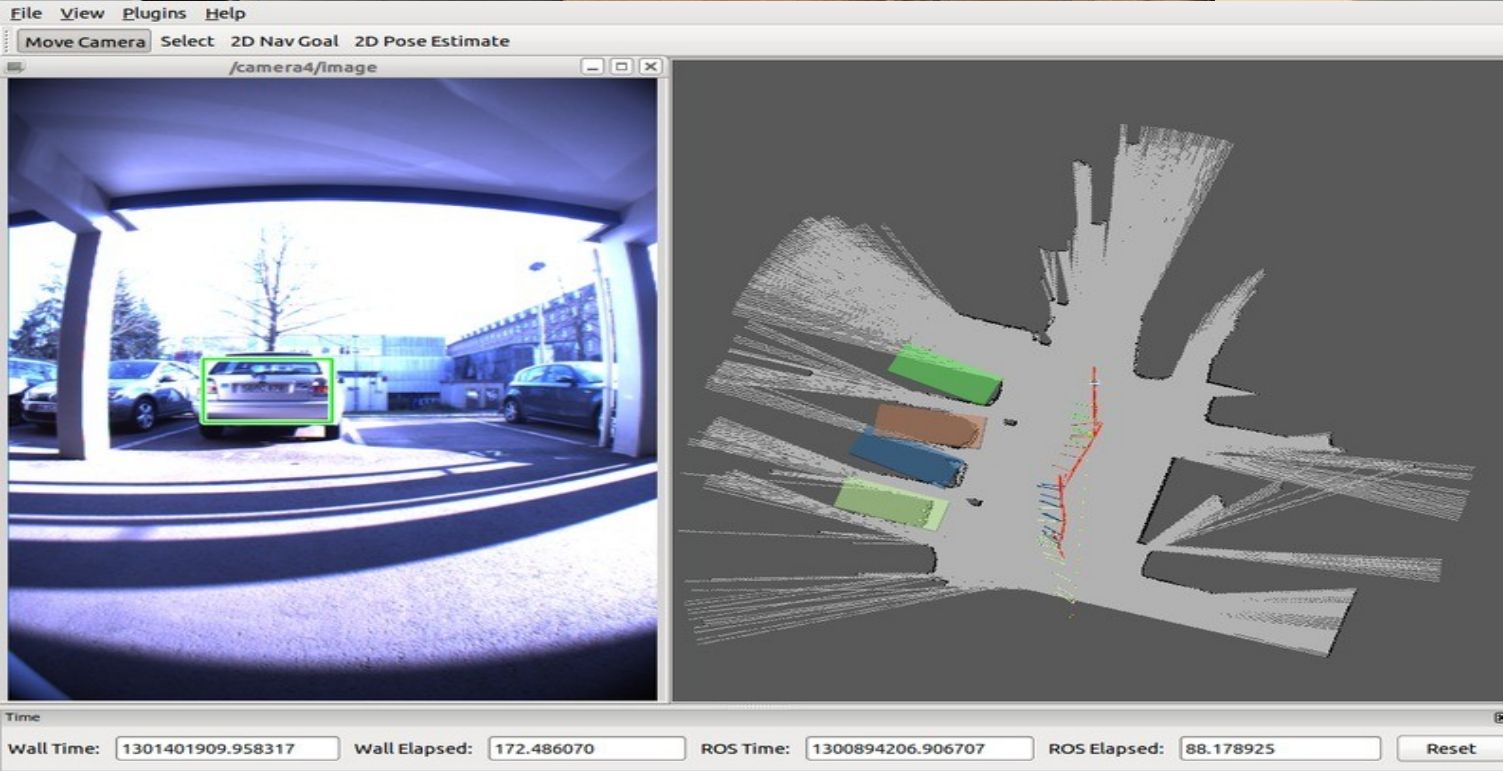 File View Plugins Help
Move Camera Select 2D Nav Goal 2D Pose Estimate
/camera4/image
Time
Wall Time: 1301401909.958317 Wall Elapsed: 172.486070 ROS Time: 1300894206.906707 ROS Elapsed: 88.178925 Reset